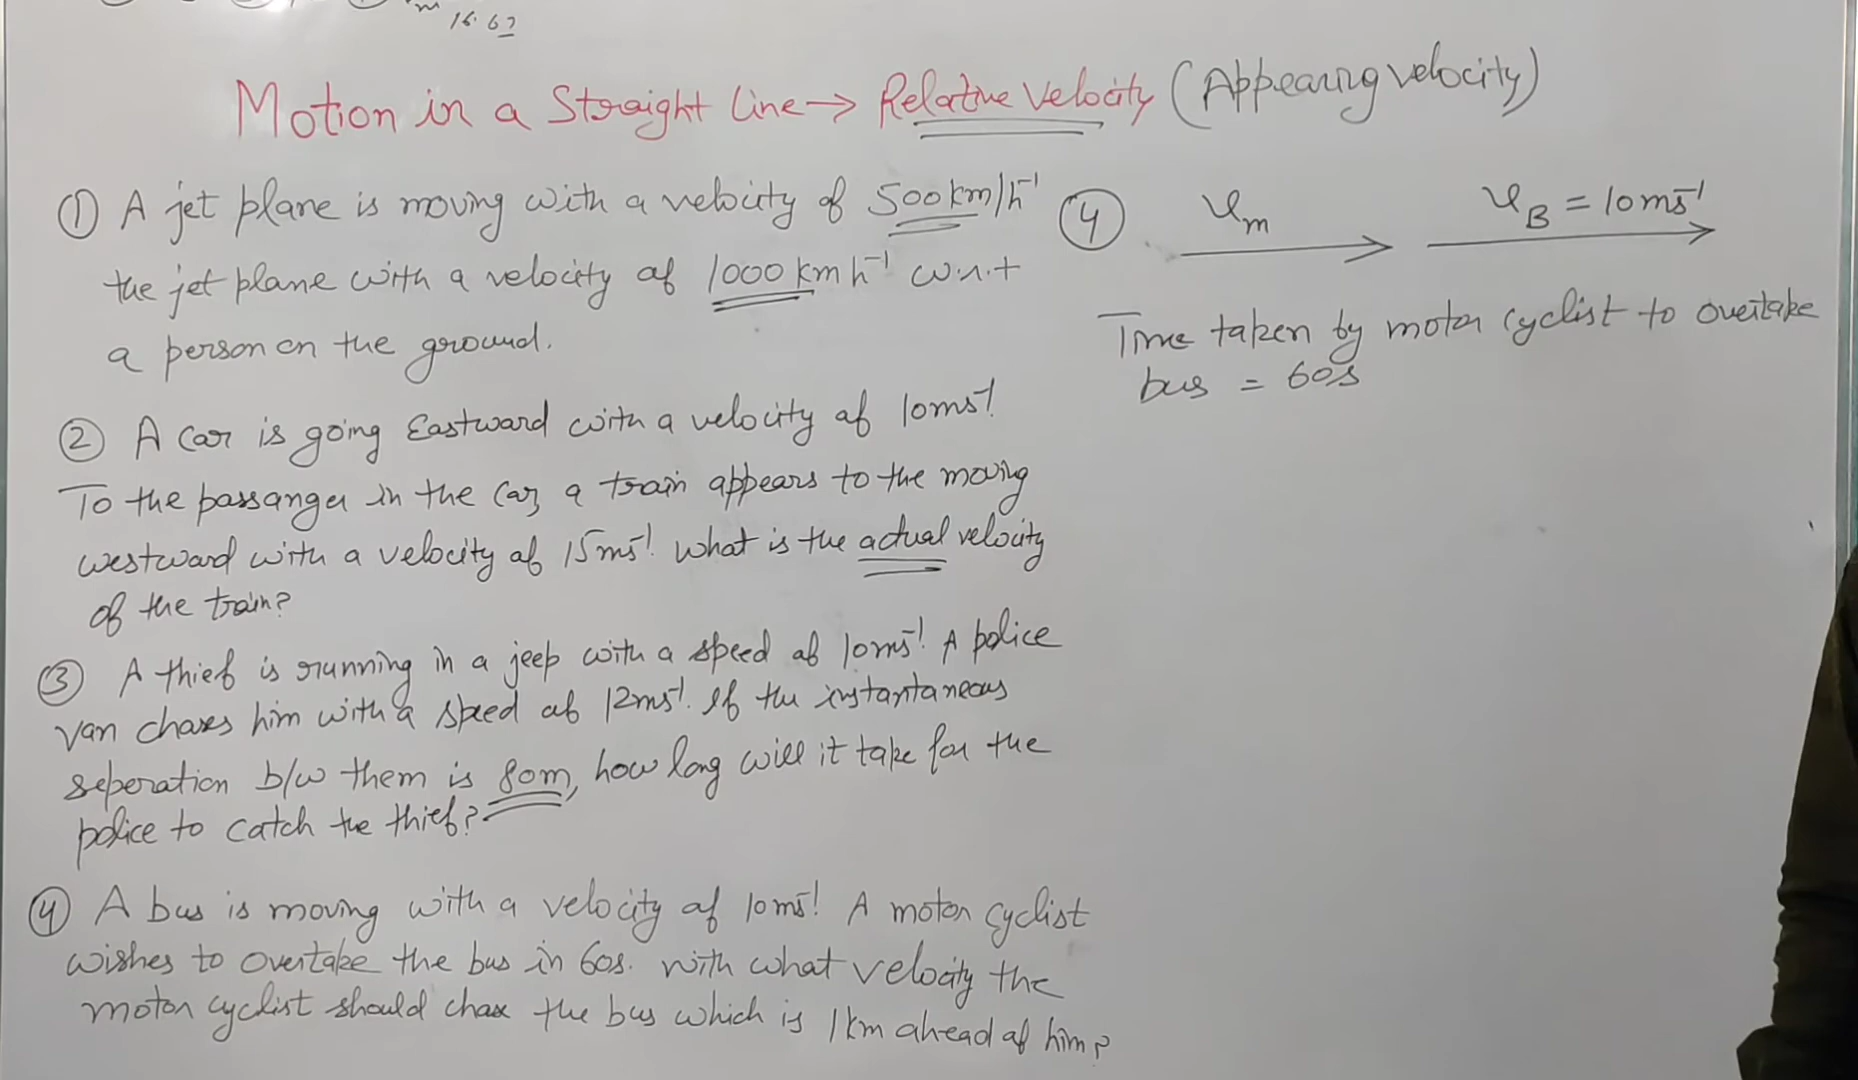 16.67
Motion in a Straight Line → Relative Velocity (Appearing velocity)
① A jet plane is moving with a velocity of 500 km/h⁻¹
the jet plane with a velocity of 1000 km h⁻¹ w.r.t
a person on the ground.
② A car is going Eastward with a velocity of 10ms⁻¹.
To the passanger in the car, a train appears to the moving
westward with a velocity of 15ms⁻¹. What is the actual velocity
of the train?
③ A thief is running in a jeep with a speed of 10ms⁻¹. A police
van chases him with a speed of 12ms⁻¹. If the instantaneous
seperation b/w them is 80m, how long will it take for the
police to catch the thief?
④ A bus is moving with a velocity of 10ms⁻¹. A motor cyclist
wishes to overtake the bus in 60s. With what velocity the
motor cyclist should chase the bus which is 1km ahead of him?
④ v_m v_B = 10ms⁻¹
Time taken by motor cyclist to overtake
bus = 60s